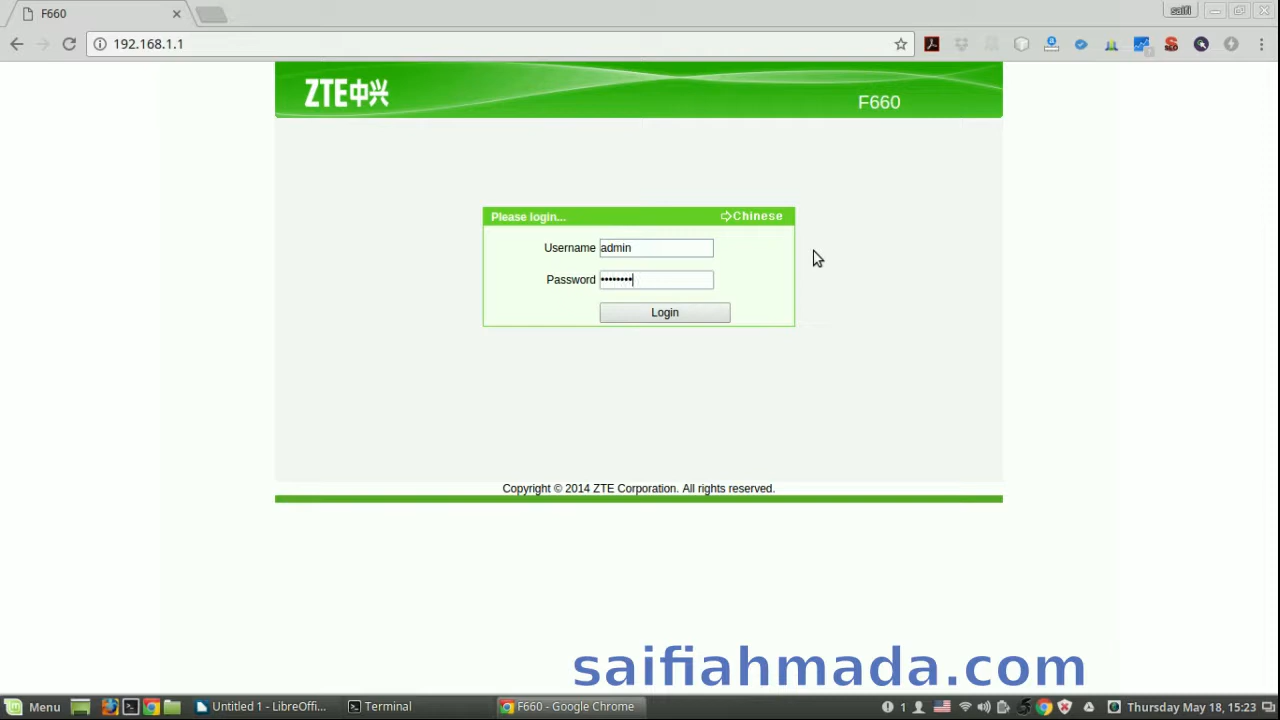 F660
saifi
192.168.1.1
ZTE中兴
F660
Please login...
Chinese
Username admin
Password ••••••••
Login
Copyright © 2014 ZTE Corporation. All rights reserved.
saifiahmada.com
Menu
Untitled 1 - LibreOffi...
Terminal
F660 - Google Chrome
1
Thursday May 18, 15:23